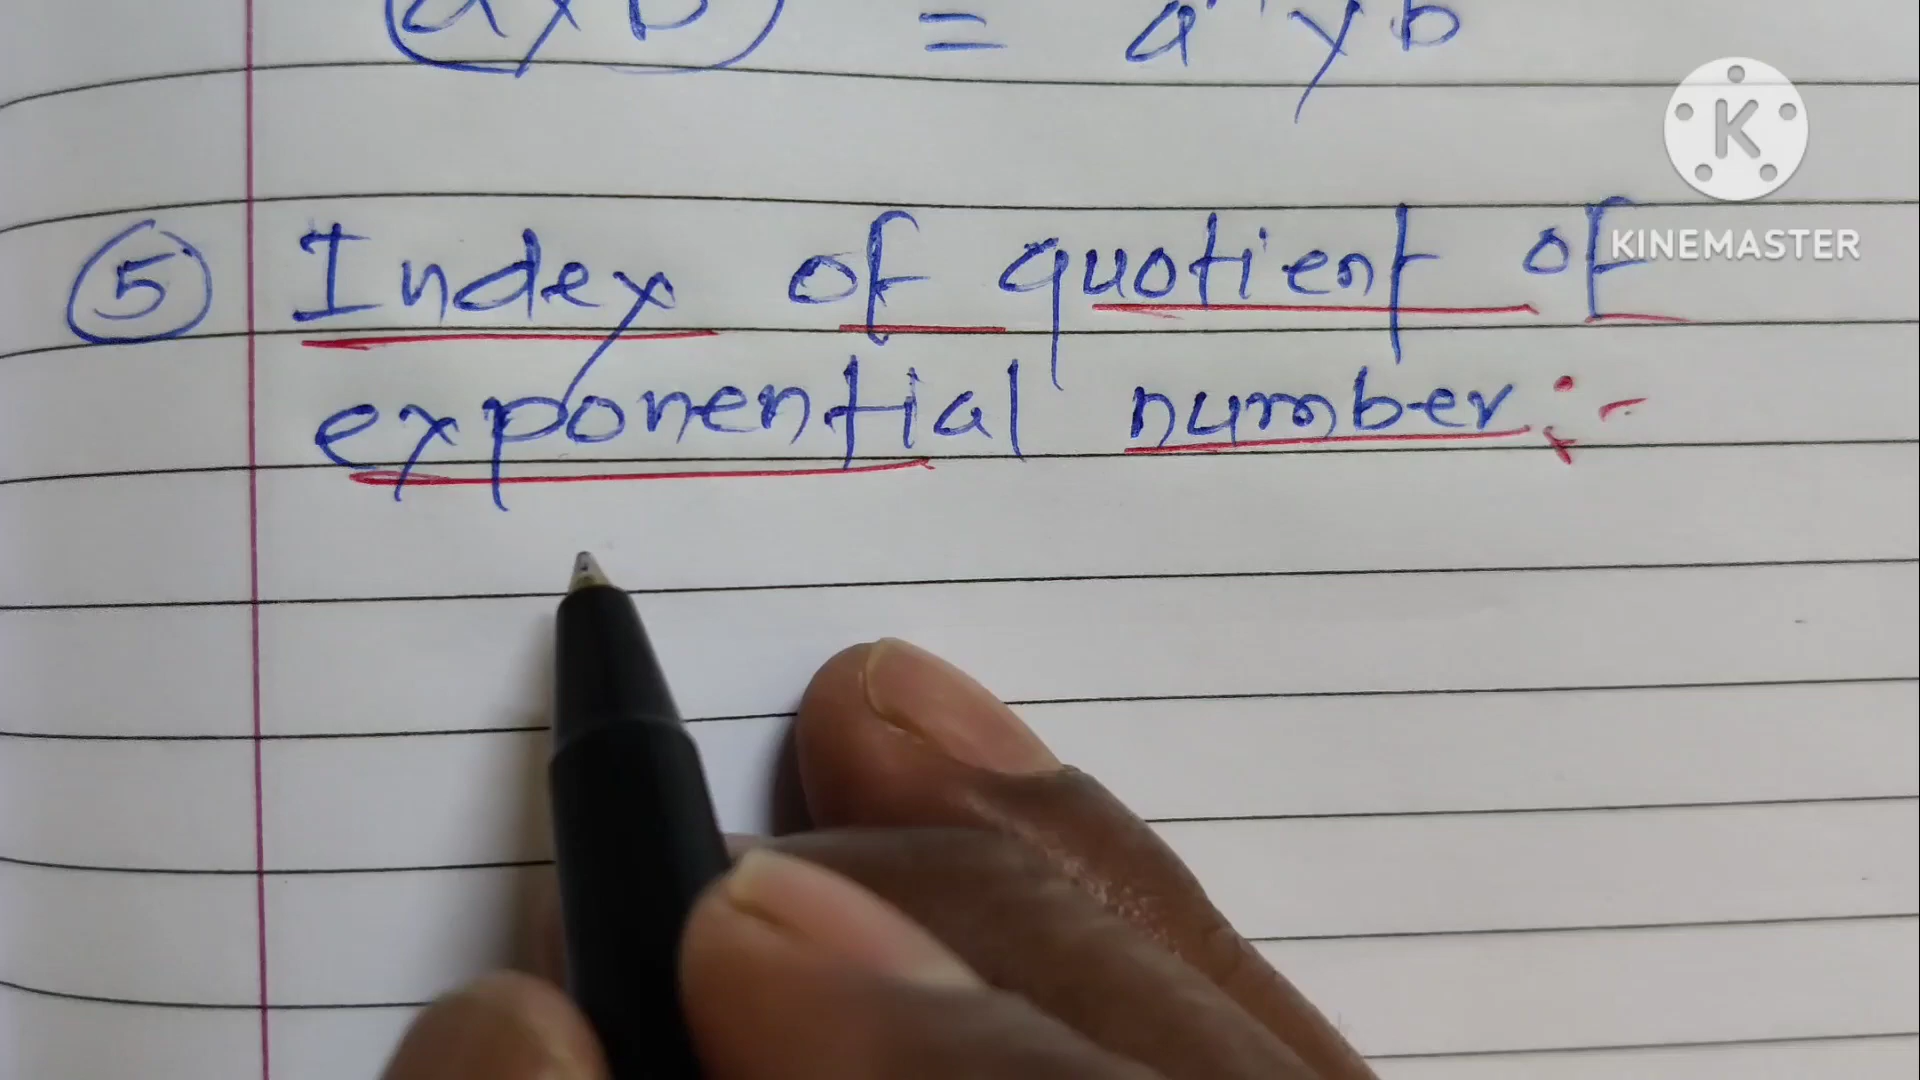 (a × b) = a^m × b
K
KINEMASTER
5 Index of quotient of
exponential number :-